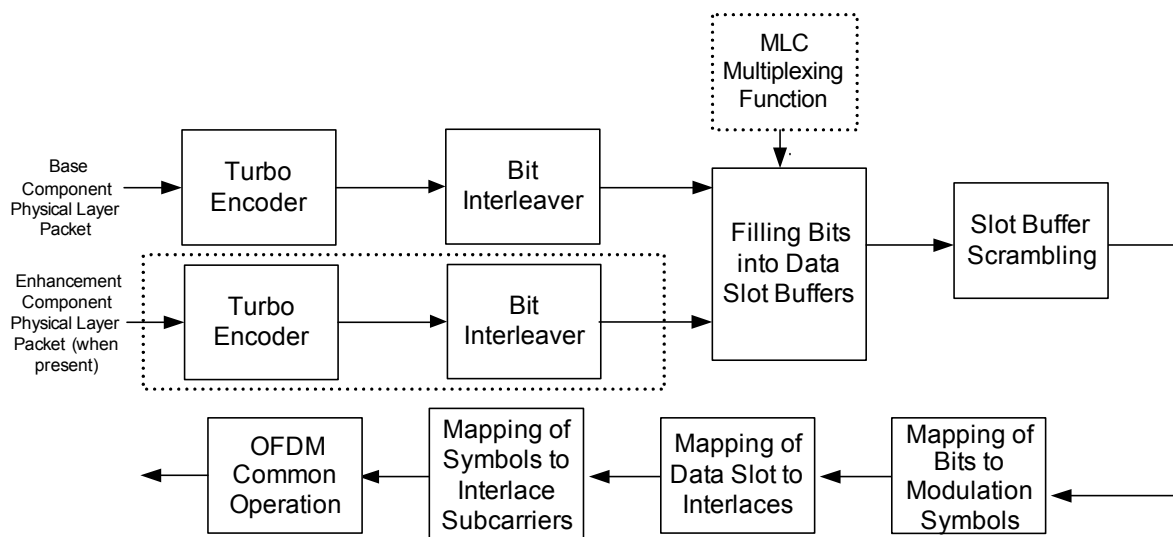 MLC
Multiplexing
Function
Base
Component
Physical Layer
Packet
Turbo
Encoder
Bit
Interleaver
Filling Bits
into Data
Slot Buffers
Slot Buffer
Scrambling
Enhancement
Component
Physical Layer
Packet (when
present)
Turbo
Encoder
Bit
Interleaver
OFDM
Common
Operation
Mapping of
Symbols to
Interlace
Subcarriers
Mapping of
Data Slot to
Interlaces
Mapping of
Bits to
Modulation
Symbols